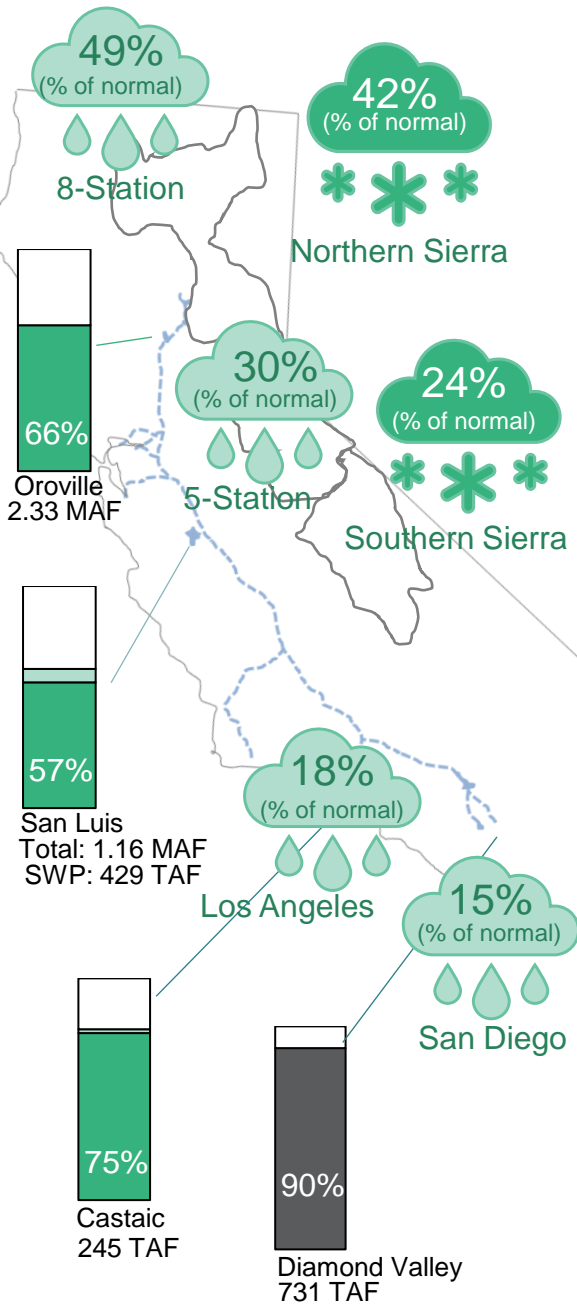 49%
(% of normal)
8-Station
42%
(% of normal)
Northern Sierra
66%
Oroville
2.33 MAF
30%
(% of normal)
5-Station
24%
(% of normal)
Southern Sierra
57%
San Luis
Total: 1.16 MAF
SWP: 429 TAF
18%
(% of normal)
Los Angeles
15%
(% of normal)
San Diego
75%
Castaic
245 TAF
90%
Diamond Valley
731 TAF